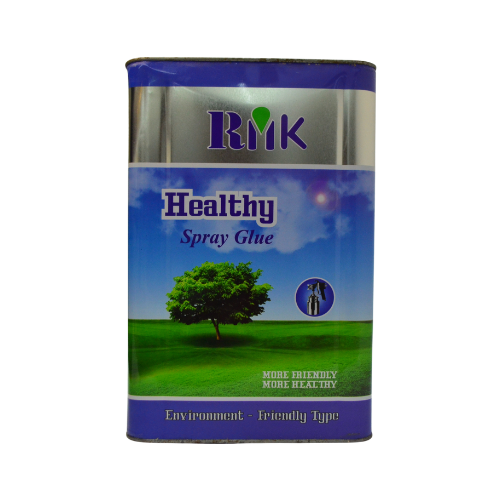 RMK
Healthy
Spray Glue
MORE FRIENDLY
MORE HEALTHY
Environment - Friendly Type